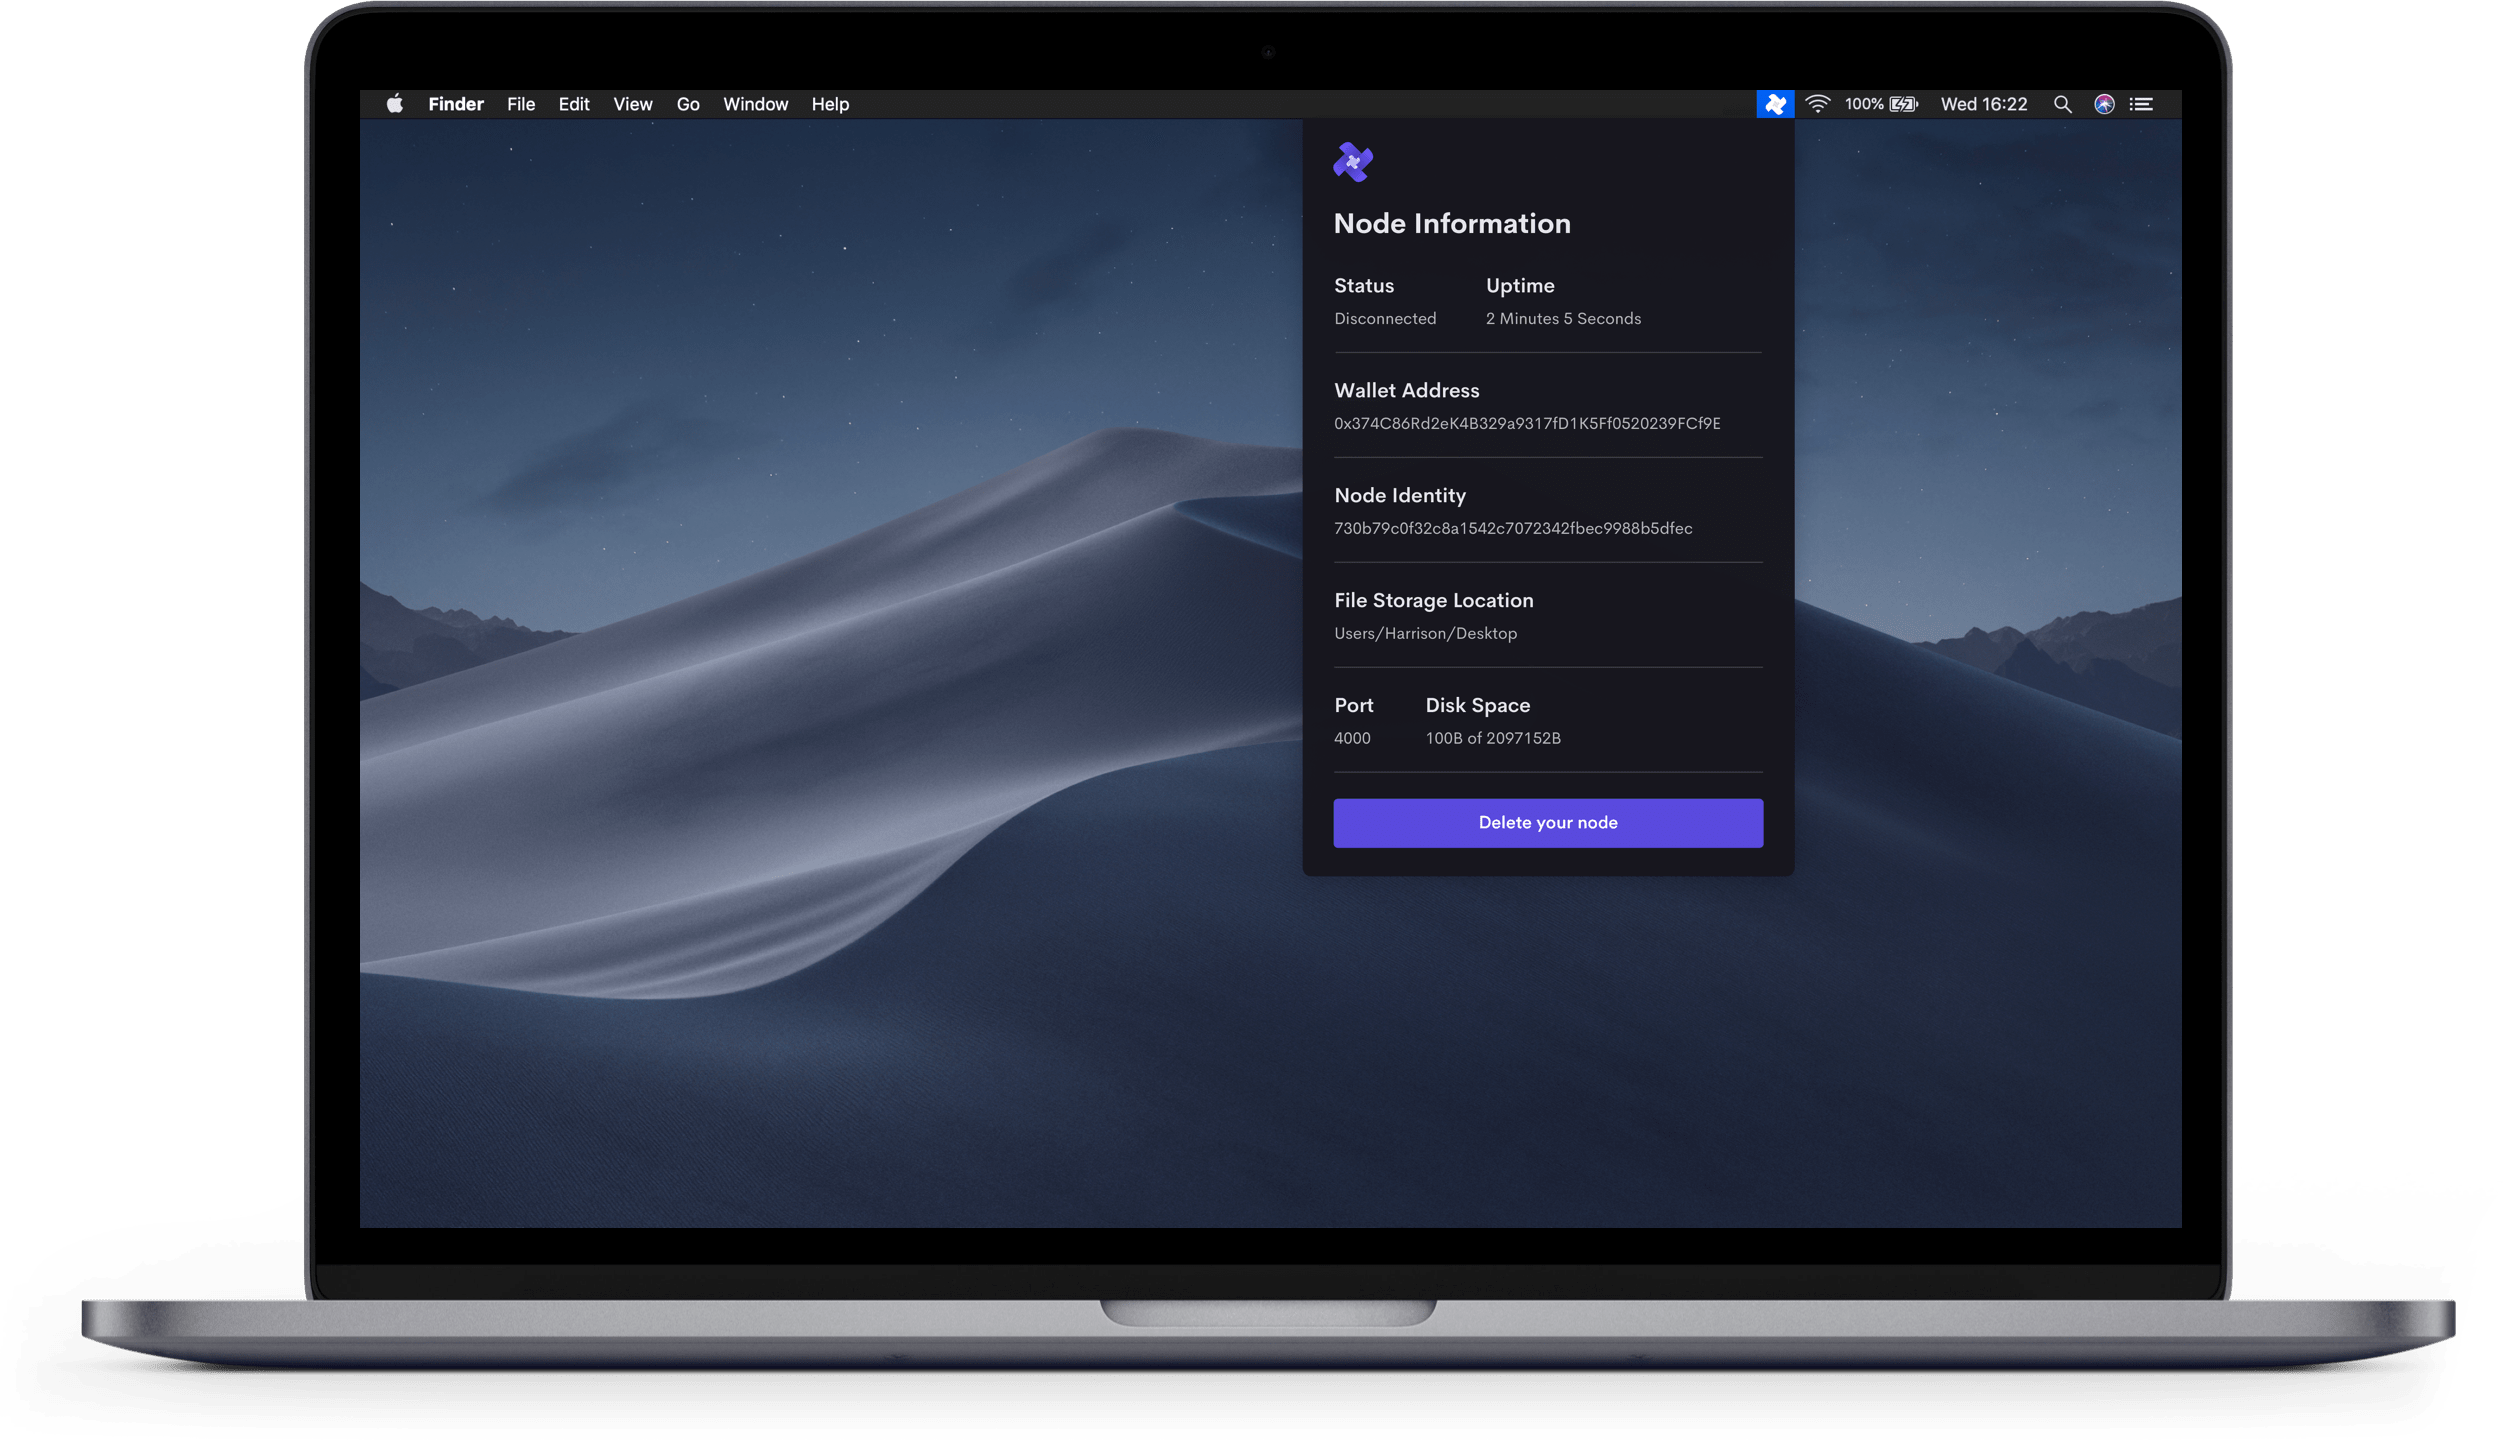 Finder File Edit View Go Window Help 100% Wed 16:22
Node Information
Status Uptime
Disconnected 2 Minutes 5 Seconds
Wallet Address
0x374C86Rd2eK4B329a9317fD1K5Ff0520239FCf9E
Node Identity
730b79c0f32c8a1542c7072342fbec9988b5dfec
File Storage Location
Users/Harrison/Desktop
Port Disk Space
4000 100B of 2097152B
Delete your node